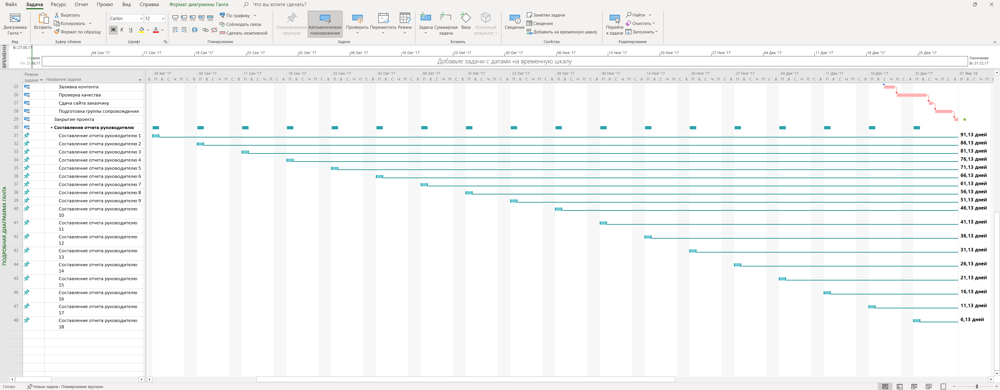 Файл Задача Ресурс Отчет Проект Вид Справка Формат диаграммы Ганта Что вы хотите сделать?
Диаграмма Ганта
Вид
Вставить
Вырезать
Копировать
Формат по образцу
Буфер обмена
Calibri 12
Ж К Ч
Шрифт
0% 25% 50% 75% 100%
По графику
Соблюдать связи
Сделать неактивной
Планирование
Планирование вручную
Автоматическое планирование
Проверить
Переместить
Режим
Задачи
Задача
Суммарная задача
Веха
Конечный результат
Вставить
Сведения
Заметки задачи
Сведения
Добавить на временную шкалу
Свойства
Перейти к задаче
Найти
Очистить
Заполнить
Редактирование
ВРЕМЕНН
Вс 27.08.17
04 Сен '17 11 Сен '17 18 Сен '17 25 Сен '17 02 Окт '17 09 Окт '17 16 Окт '17 23 Окт '17 30 Окт '17 06 Ноя '17 13 Ноя '17 20 Ноя '17 27 Ноя '17 04 Дек '17 11 Дек '17 18 Дек '17 25 Дек '17
Начало
Пн 28.08.17
Добавьте задачи с датами на временную шкалу
Окончание
Вс 31.12.17
ПОДРОБНАЯ ДИАГРАММА ГАНТА
Режим задачи
Название задачи
28 Авг '17 04 Сен '17 11 Сен '17 18 Сен '17 25 Сен '17 02 Окт '17 09 Окт '17 16 Окт '17 23 Окт '17 30 Окт '17 06 Ноя '17 13 Ноя '17 20 Ноя '17 27 Ноя '17 04 Дек '17 11 Дек '17 18 Дек '17 25 Дек '17 01 Янв '18
В П В С Ч П С В П В С Ч П С В П В С Ч П С В П В С Ч П С В П В С Ч П С В П В С Ч П С В П В С Ч П С В П В С Ч П С В П В С Ч П С В П В С Ч П С В П В С Ч П С В П В С Ч П С В П В С Ч П С В П В С Ч П С В П В С Ч П С В П В С Ч П С В П В С Ч П С В П В С Ч П С В П В С Ч П С
25 Заливка контента
26 Проверка качества
27 Сдача сайта заказчику
28 Подготовка группы сопровождения
29 Закрытие проекта
30 Составление отчета руководителю
31 Составление отчета руководителю 1 91,13 дней
32 Составление отчета руководителю 2 86,13 дней
33 Составление отчета руководителю 3 81,13 дней
34 Составление отчета руководителю 4 76,13 дней
35 Составление отчета руководителю 5 71,13 дней
36 Составление отчета руководителю 6 66,13 дней
37 Составление отчета руководителю 7 61,13 дней
38 Составление отчета руководителю 8 56,13 дней
39 Составление отчета руководителю 9 51,13 дней
40 Составление отчета руководителю 46,13 дней
10
41 Составление отчета руководителю 41,13 дней
11
42 Составление отчета руководителю 36,13 дней
12
43 Составление отчета руководителю 31,13 дней
13
44 Составление отчета руководителю 26,13 дней
14
45 Составление отчета руководителю 21,13 дней
15
46 Составление отчета руководителю 16,13 дней
16
47 Составление отчета руководителю 11,13 дней
17
48 Составление отчета руководителю 6,13 дней
18
Готово Новые задачи : Планирование вручную